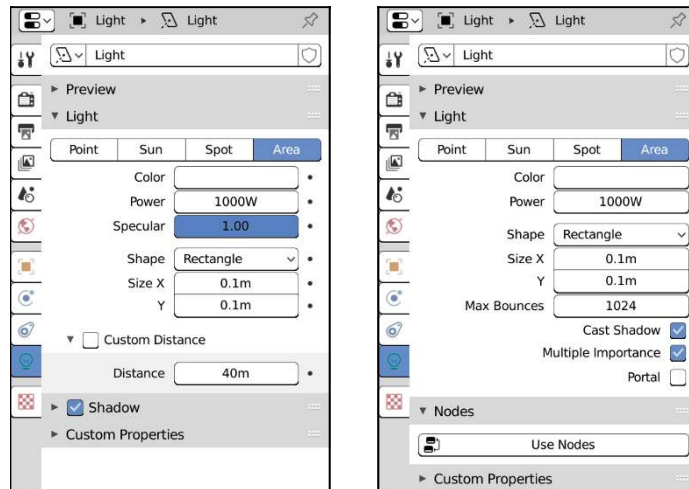 Light Light
Light
Preview
Light
Point Sun Spot Area
Color
Power 1000W
Specular 1.00
Shape Rectangle
Size X 0.1m
Y 0.1m
Custom Distance
Distance 40m
Shadow
Custom Properties
Light Light
Light
Preview
Light
Point Sun Spot Area
Color
Power 1000W
Shape Rectangle
Size X 0.1m
Y 0.1m
Max Bounces 1024
Cast Shadow
Multiple Importance
Portal
Nodes
Use Nodes
Custom Properties